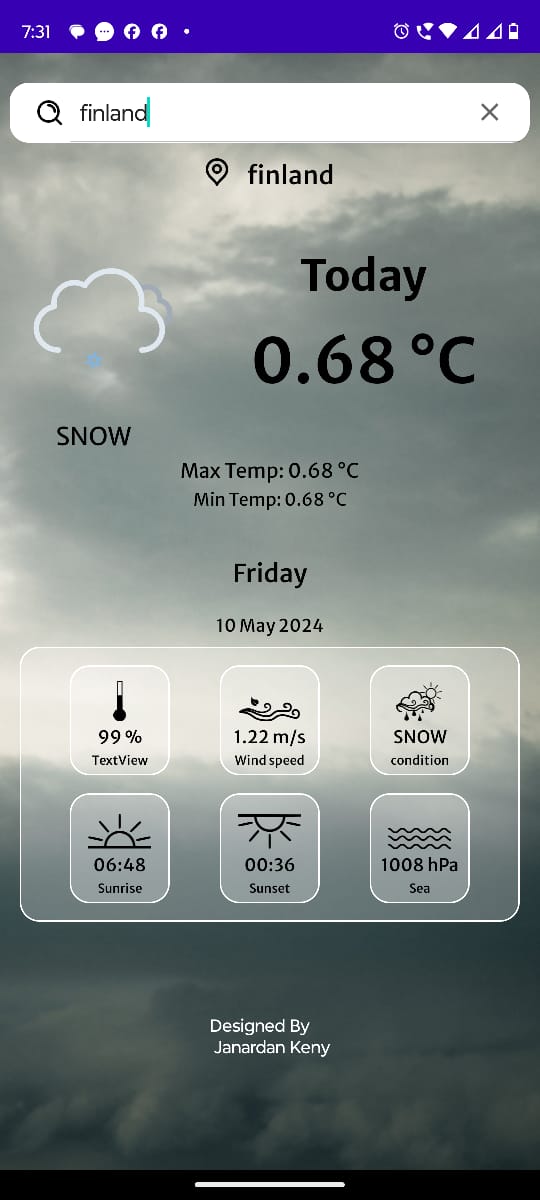 7:31
finland
finland
Today
0.68 °C
SNOW
Max Temp: 0.68 °C
Min Temp: 0.68 °C
Friday
10 May 2024
99 %
TextView
1.22 m/s
Wind speed
SNOW
condition
06:48
Sunrise
00:36
Sunset
1008 hPa
Sea
Designed By
Janardan Keny